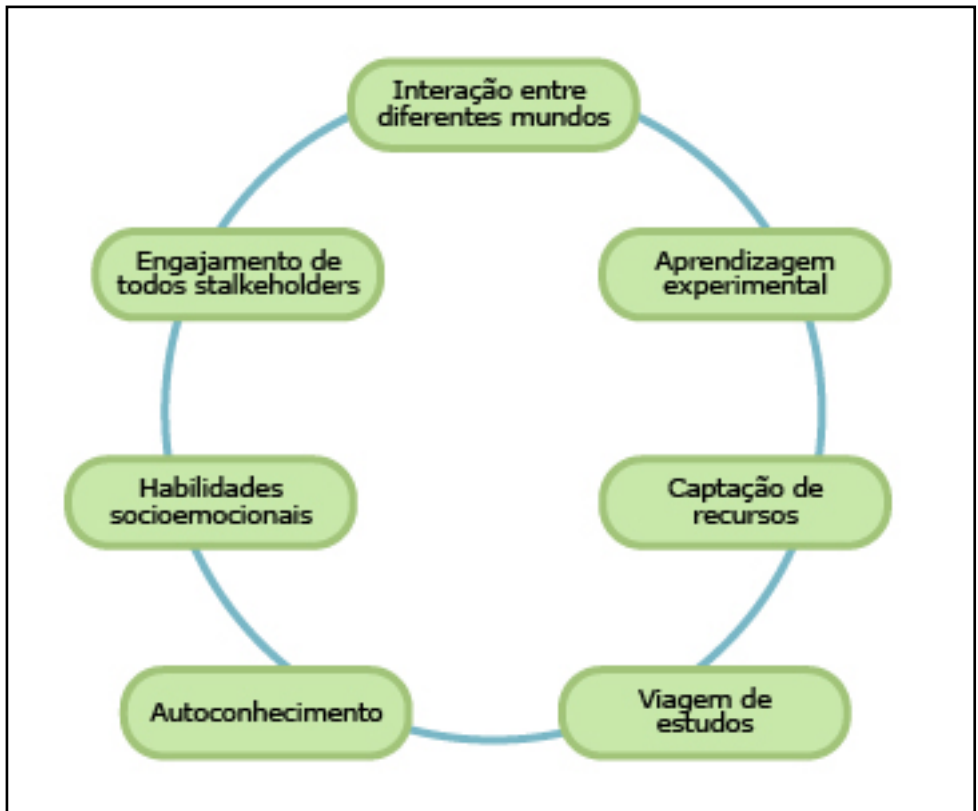 Interação entre
diferentes mundos
Engajamento de
todos stalkeholders
Aprendizagem
experimental
Habilidades
socioemocionais
Captação de
recursos
Autoconhecimento
Viagem de
estudos